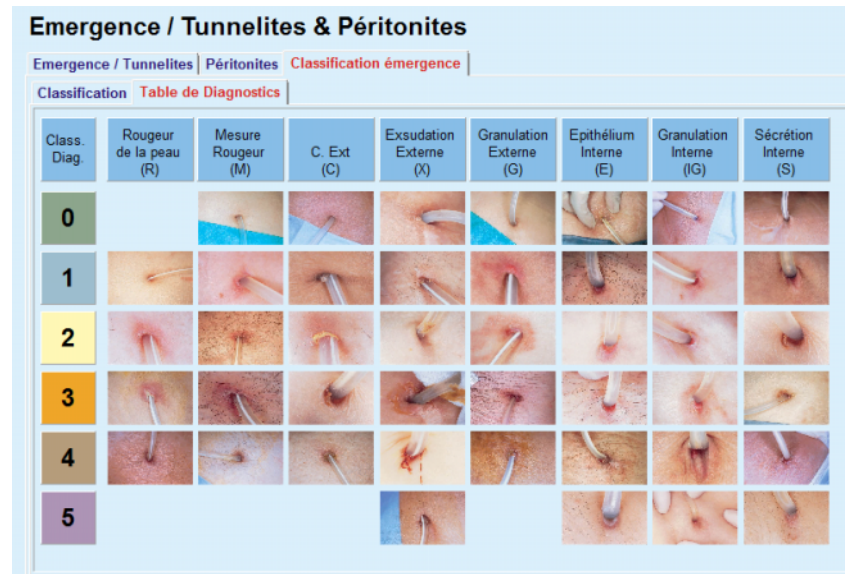 Emergence / Tunnelites & Péritonites
Emergence / Tunnelites Péritonites Classification émergence
Classification Table de Diagnostics
Class. Diag.
Rougeur de la peau (R)
Mesure Rougeur (M)
C. Ext (C)
Exsudation Externe (X)
Granulation Externe (G)
Epithélium Interne (E)
Granulation Interne (IG)
Sécrétion Interne (S)
0
1
2
3
4
5